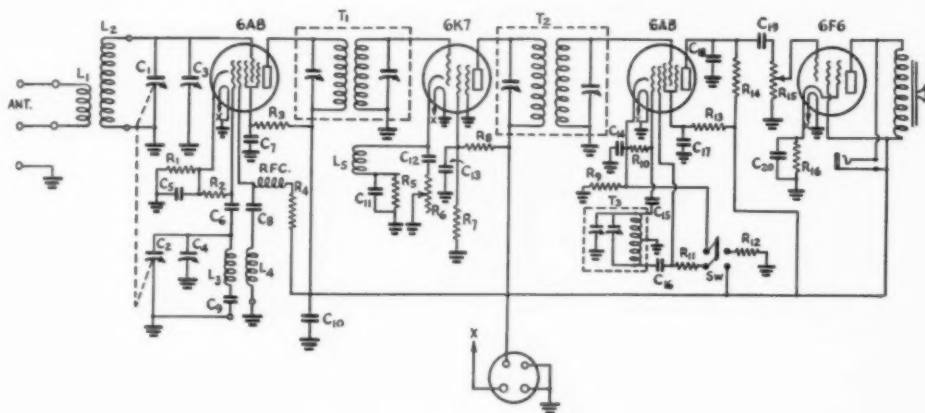 6A8
T1
6K7
T2
6A8
6F6
L2
L1
ANT.
C1
C3
R3
C7
R1
C5
R2
RFC.
R4
C6
C8
C2
C4
L3
L4
C9
C10
L5
C12
C11
R5
R6
C13
R8
R7
C14
R10
R9
T3
C15
C16
R11
Sw
R12
C17
R13
C18
R14
C19
R15
C20
R16
X
X
X